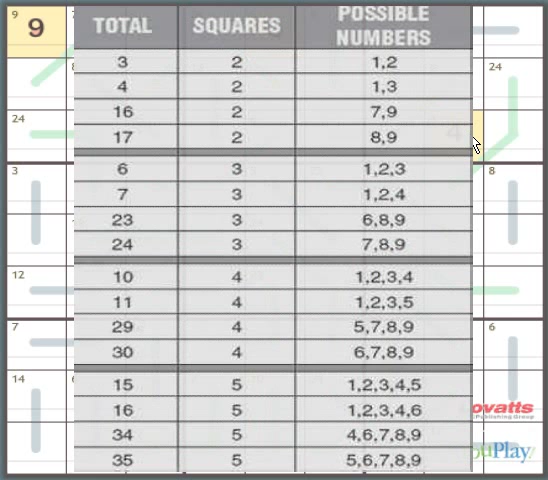 9
9
TOTAL SQUARES POSSIBLE NUMBERS
3 2 1,2
4 2 1,3
16 2 7,9
17 2 8,9
6 3 1,2,3
7 3 1,2,4
23 3 6,8,9
24 3 7,8,9
10 4 1,2,3,4
11 4 1,2,3,5
29 4 5,7,8,9
30 4 6,7,8,9
15 5 1,2,3,4,5
16 5 1,2,3,4,6
34 5 4,6,7,8,9
35 5 5,6,7,8,9
24
24
3
8
12
7
6
14
ovatts
Publishing Group
Play